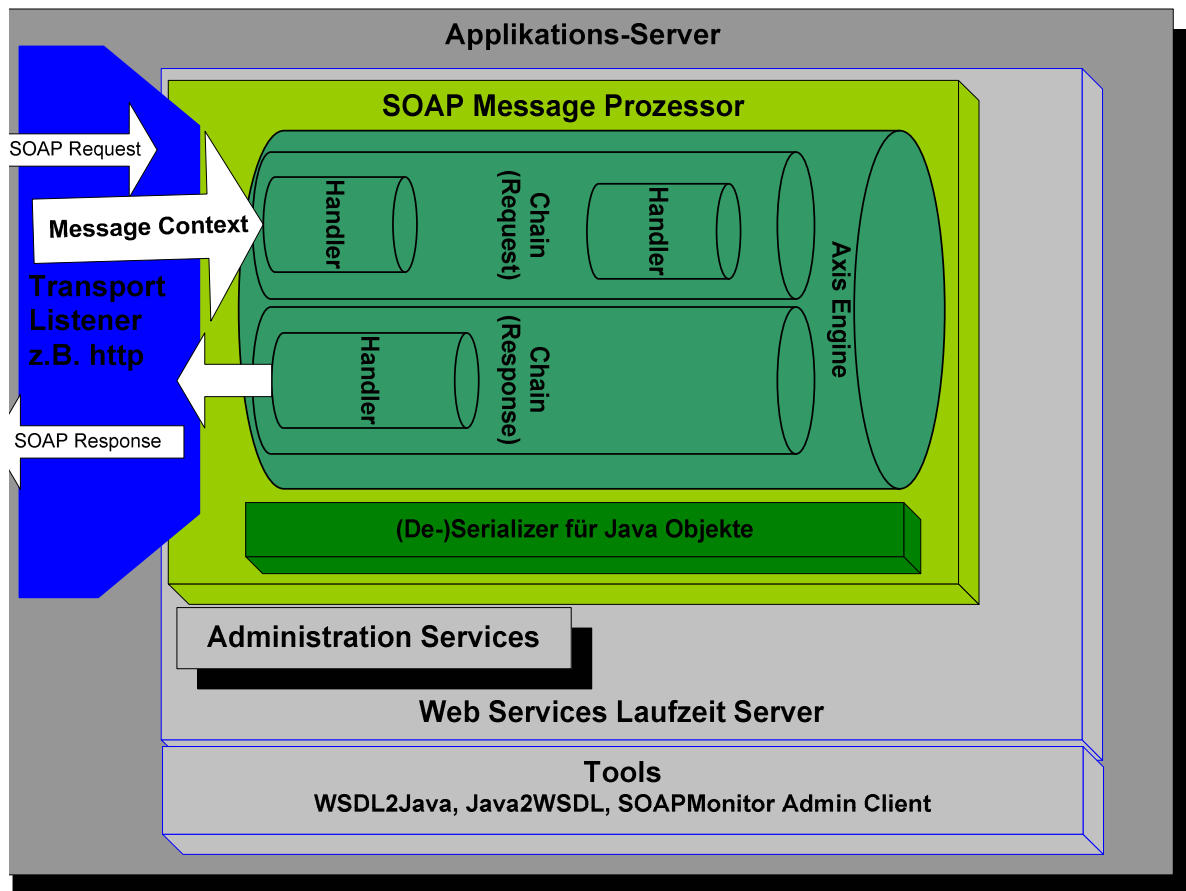 Applikations-Server
SOAP Message Prozessor
SOAP Request
Message Context
Transport
Listener
z.B. http
SOAP Response
Handler
Chain
(Request)
Handler
Handler
Chain
(Response)
Axis Engine
(De-)Serializer für Java Objekte
Administration Services
Web Services Laufzeit Server
Tools
WSDL2Java, Java2WSDL, SOAPMonitor Admin Client